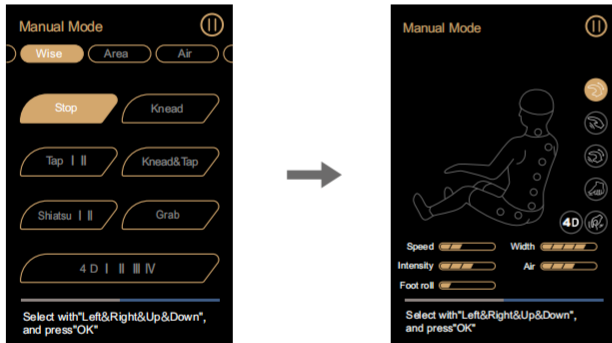 Manual Mode
Wise Area Air
Stop Knead
Tap I II Knead&Tap
Shiatsu I II Grab
4 D I II III IV
Select with"Left&Right&Up&Down",
and press"OK"
Manual Mode
4D
Speed Width
Intensity Air
Foot roll
Select with"Left&Right&Up&Down",
and press"OK"